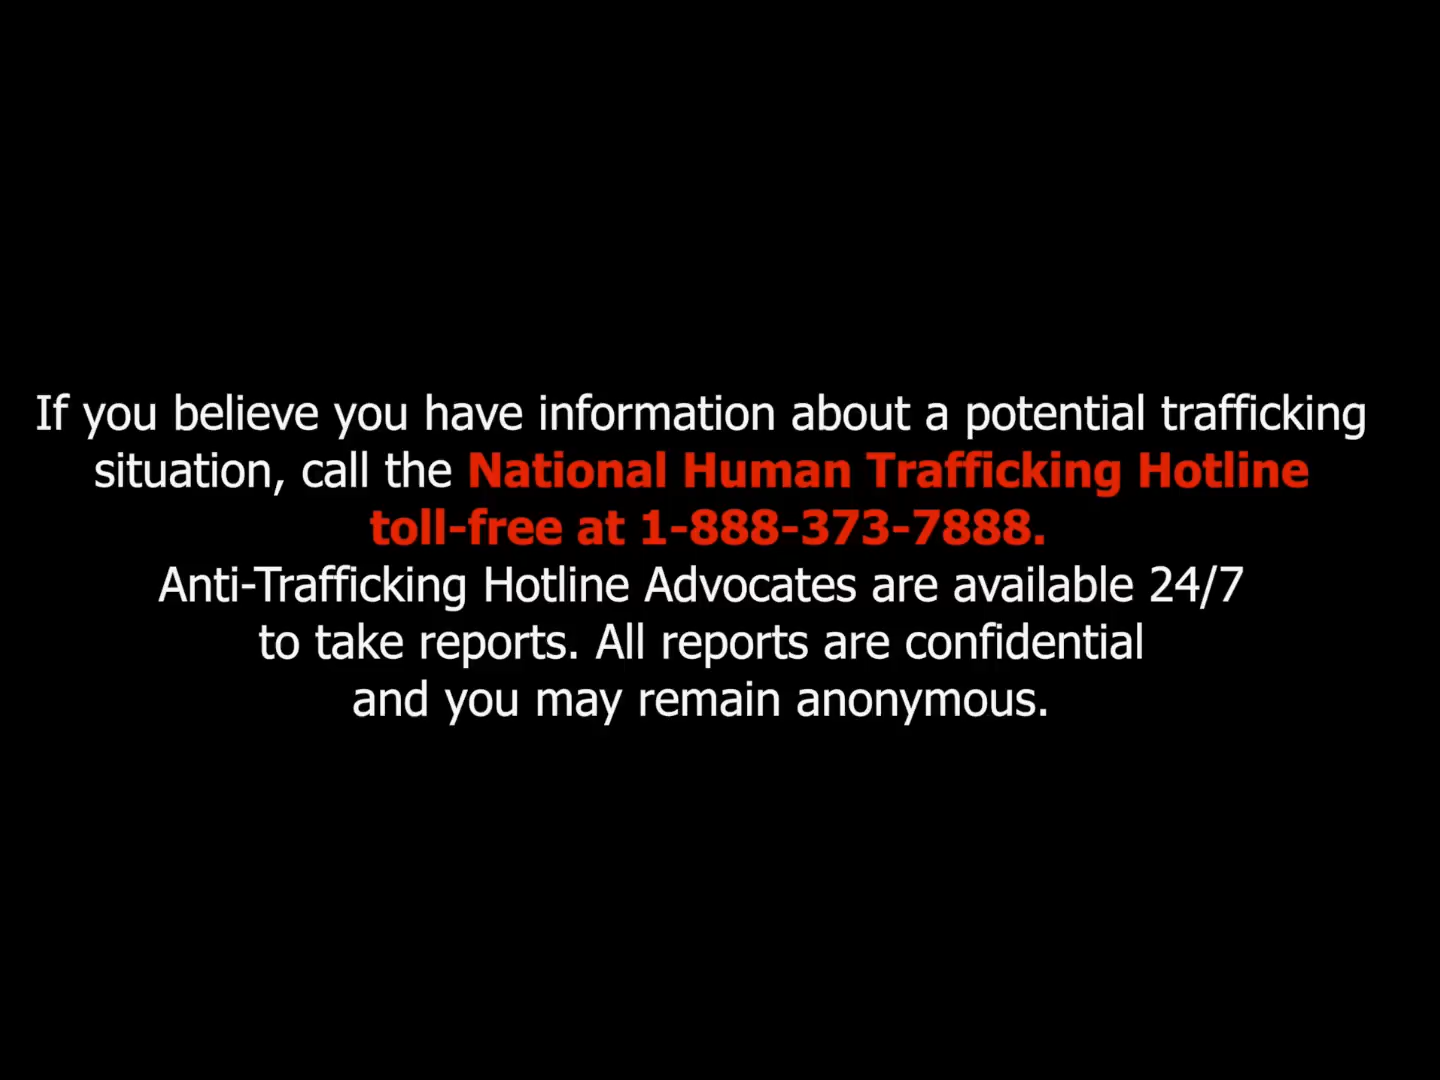 If you believe you have information about a potential trafficking
situation, call the National Human Trafficking Hotline
toll-free at 1-888-373-7888.
Anti-Trafficking Hotline Advocates are available 24/7
to take reports. All reports are confidential
and you may remain anonymous.